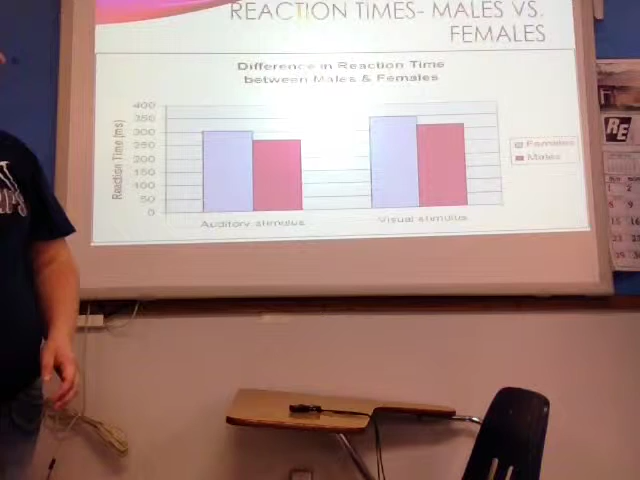 REACTION TIMES- MALES VS.
FEMALES
Difference in Reaction Time
between Males & Females
Reaction Time (ms)
400
350
300
250
200
150
100
50
0
Auditory stimulus
Visual stimulus
Females
Males
RE